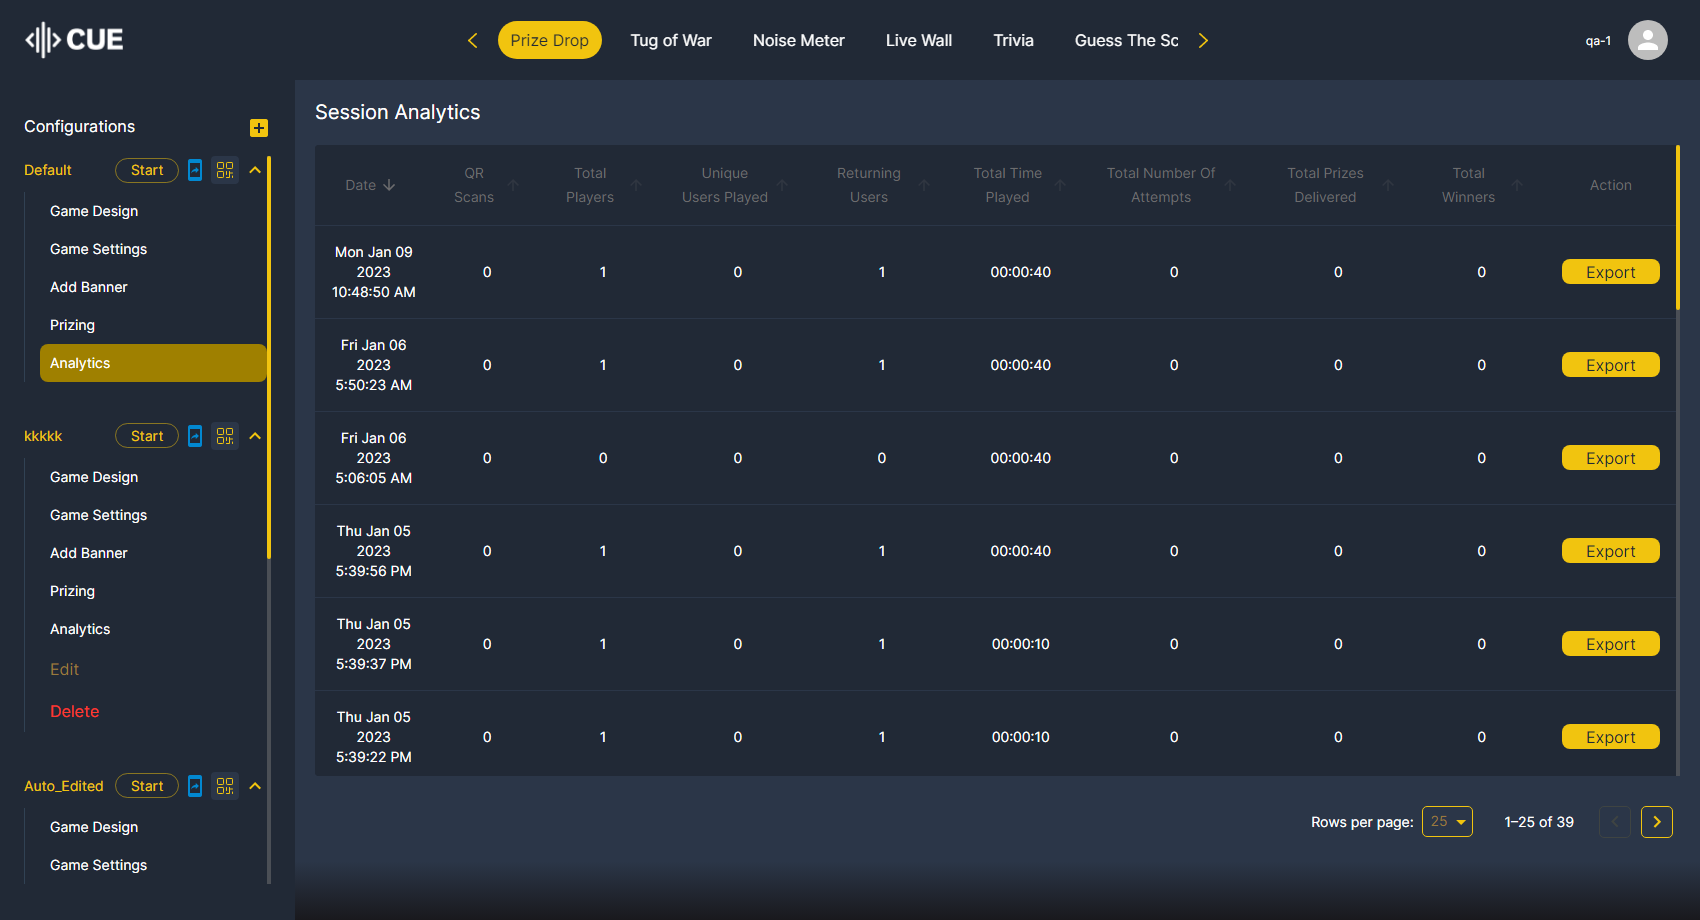 CUE
Prize Drop
Tug of War
Noise Meter
Live Wall
Trivia
Guess The Sc
qa-1
Configurations
Default
Start
Game Design
Game Settings
Add Banner
Prizing
Analytics
kkkkk
Start
Game Design
Game Settings
Add Banner
Prizing
Analytics
Edit
Delete
Auto_Edited
Start
Game Design
Game Settings
Session Analytics
Date
QR
Scans
Total
Players
Unique
Users Played
Returning
Users
Total Time
Played
Total Number Of
Attempts
Total Prizes
Delivered
Total
Winners
Action
Mon Jan 09
2023
10:48:50 AM
0
1
0
1
00:00:40
0
0
0
Export
Fri Jan 06
2023
5:50:23 AM
0
1
0
1
00:00:40
0
0
0
Export
Fri Jan 06
2023
5:06:05 AM
0
0
0
0
00:00:40
0
0
0
Export
Thu Jan 05
2023
5:39:56 PM
0
1
0
1
00:00:40
0
0
0
Export
Thu Jan 05
2023
5:39:37 PM
0
1
0
1
00:00:10
0
0
0
Export
Thu Jan 05
2023
5:39:22 PM
0
1
0
1
00:00:10
0
0
0
Export
Rows per page:
25
1–25 of 39